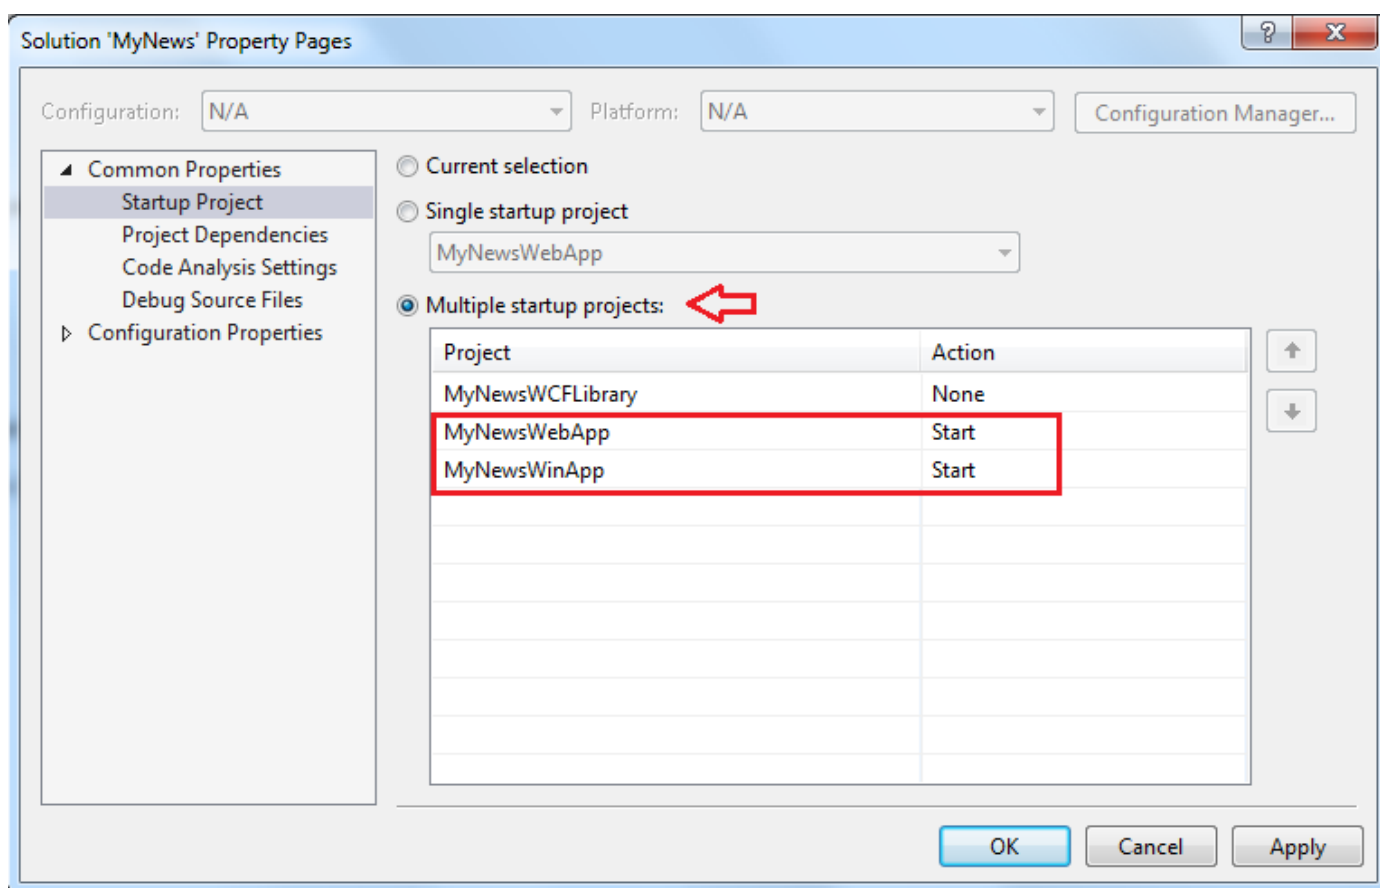 Solution 'MyNews' Property Pages
?
X
Configuration: N/A Platform: N/A Configuration Manager...
Common Properties
Startup Project
Project Dependencies
Code Analysis Settings
Debug Source Files
Configuration Properties
Current selection
Single startup project
MyNewsWebApp
Multiple startup projects:
Project Action
MyNewsWCFLibrary None
MyNewsWebApp Start
MyNewsWinApp Start
OK Cancel Apply